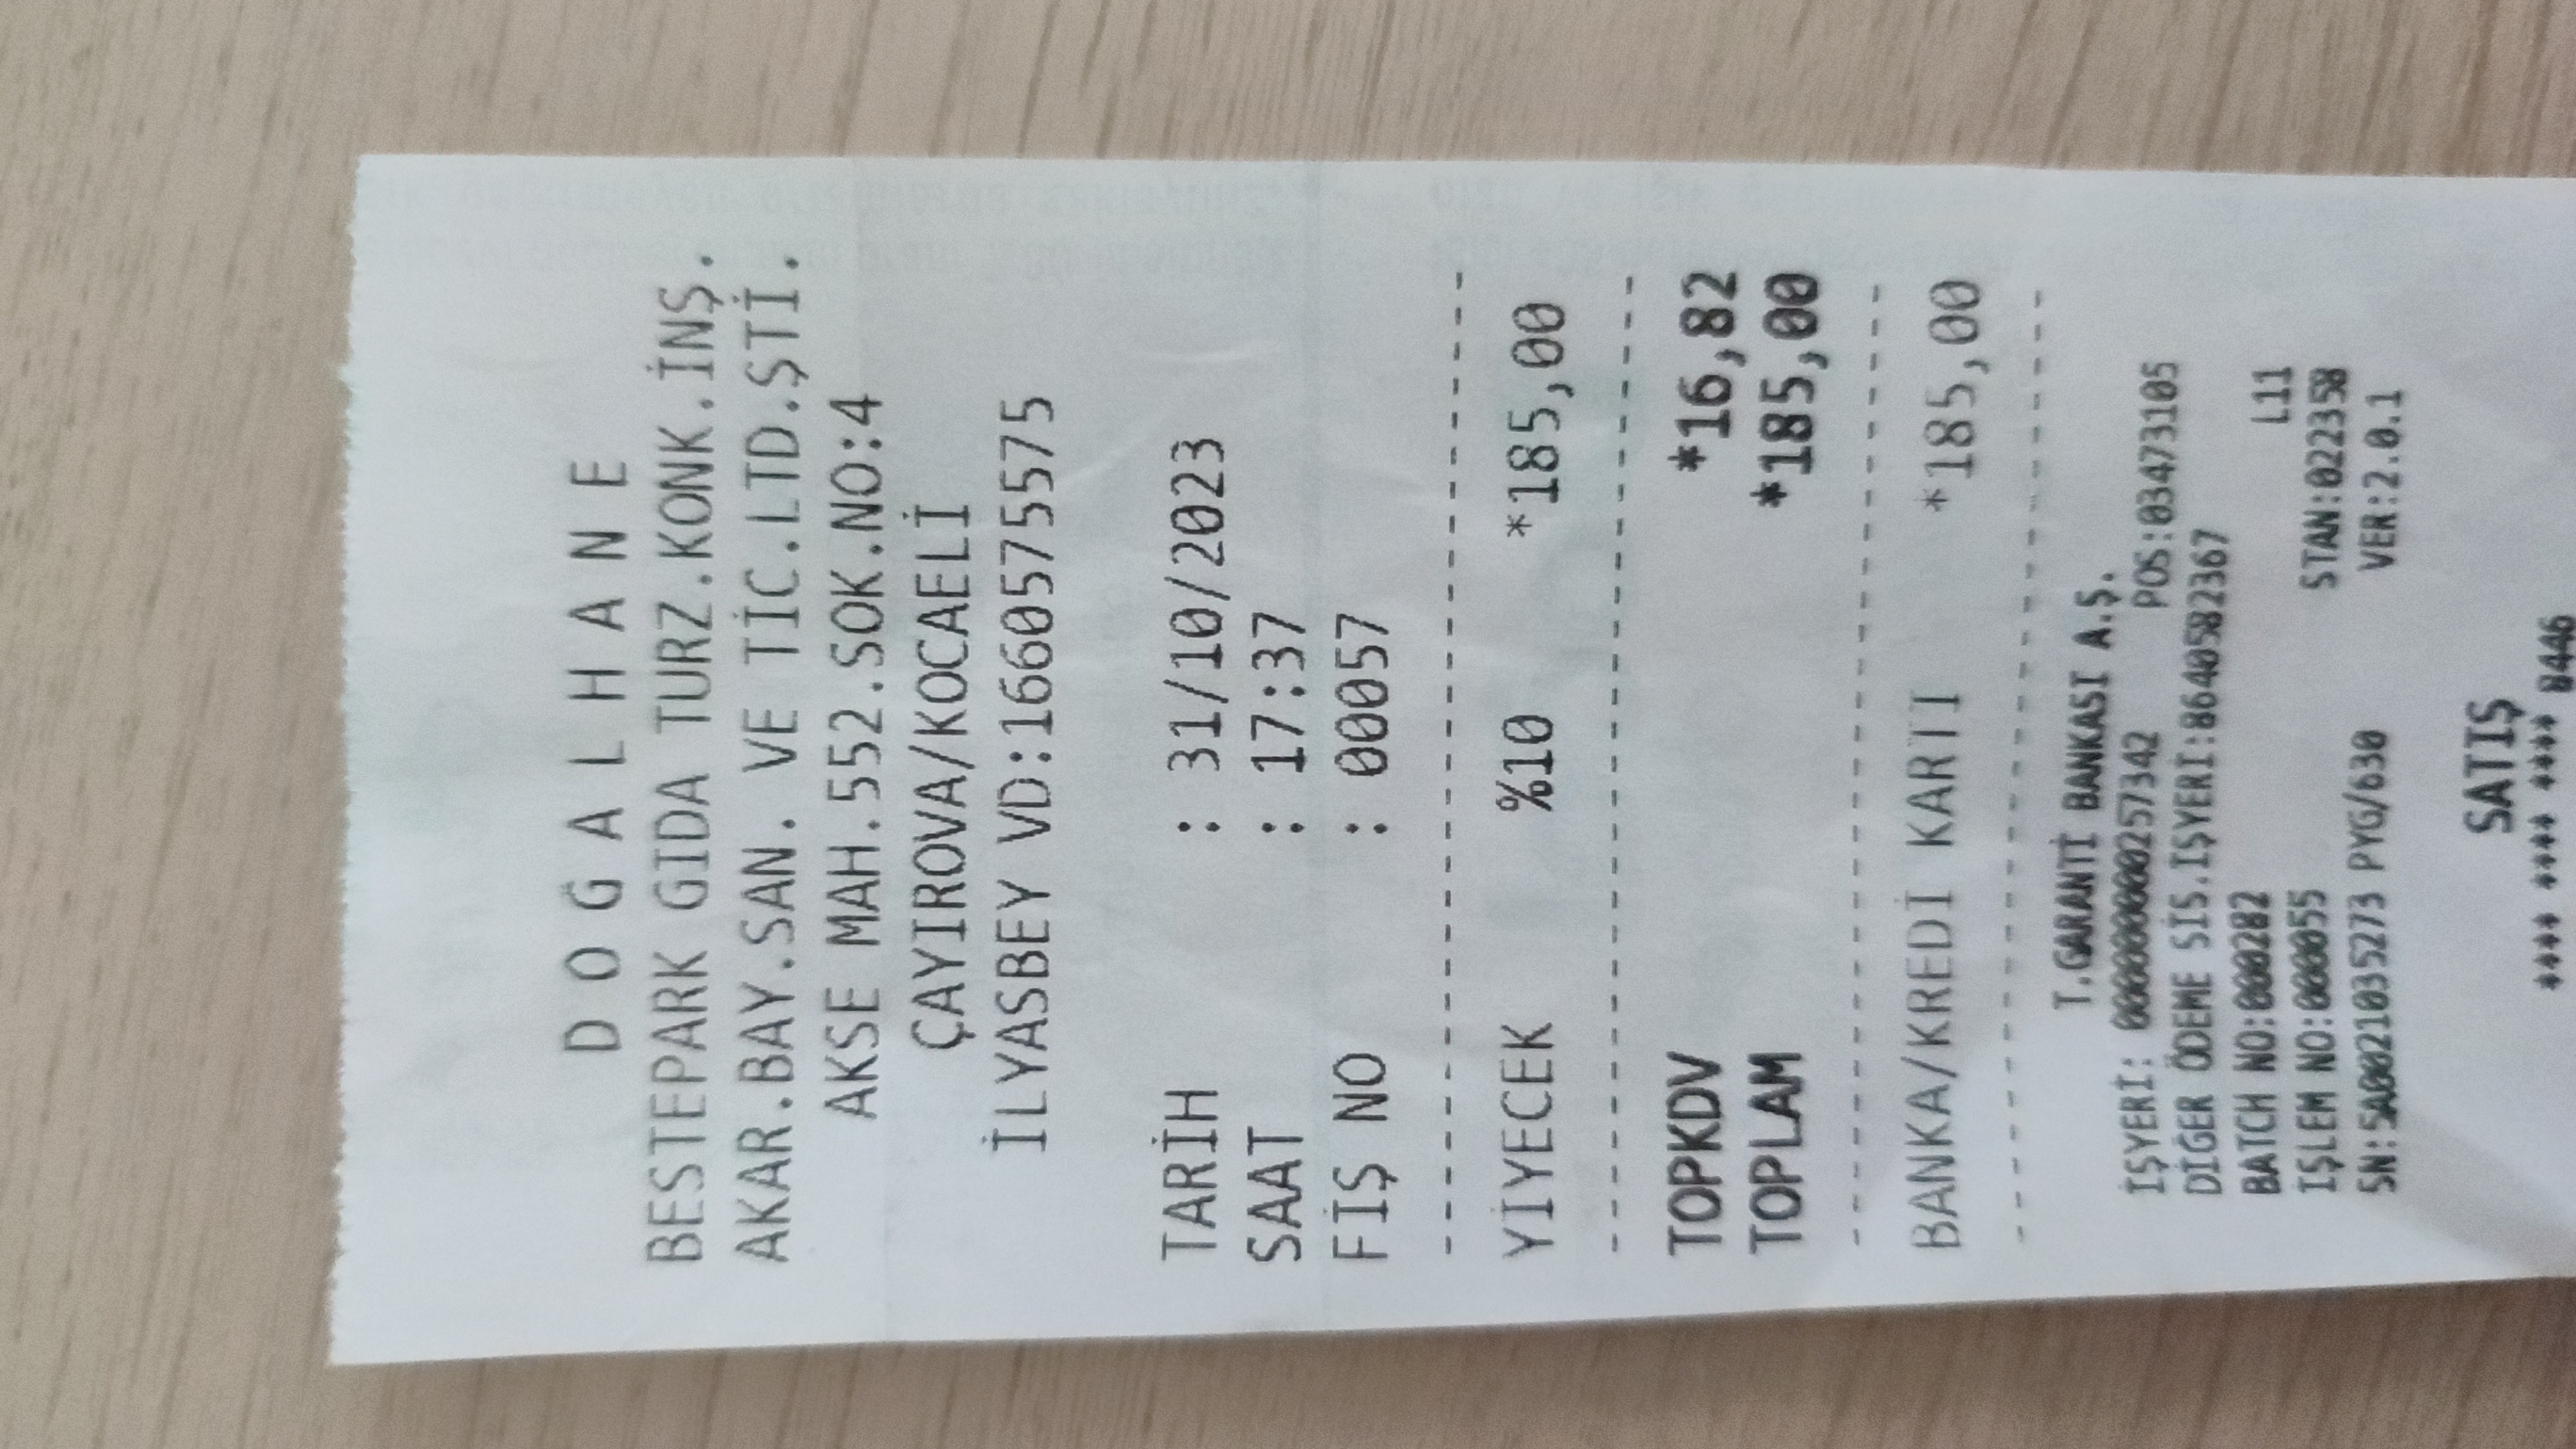 D O Ğ A L H A N E
BESTEPARK GIDA TURZ.KONK.İNŞ.
AKAR.BAY.SAN. VE TİC.LTD.ŞTİ.
AKSE MAH.552.SOK.NO:4
ÇAYIROVA/KOCAELİ
İLYASBEY VD:1660575575
TARİH : 31/10/2023
SAAT : 17:37
FİŞ NO : 00057
YİYECEK %10 *185,00
TOPKDV *16,82
TOPLAM *185,00
BANKA/KREDİ KARTI *185,00
T.GARANTİ BANKASI A.Ş.
İŞYERİ: 000000000257342 POS:03473105
DİĞER ÖDEME SİS.İŞYERİ:8640582367
BATCH NO:000282 L11
İŞLEM NO:000055 STAN:022358
SN:5A0021035273 PYG/630 VER:2.0.1
SATIŞ
**** **** **** 8446